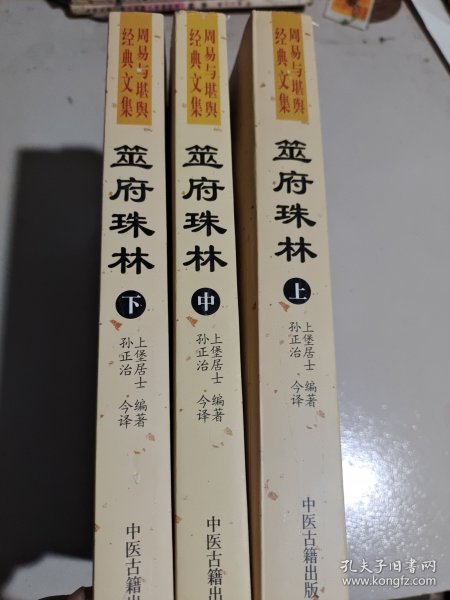 周易与堪舆
经典文集
筮府珠林
下
上堡居士 编著
孙正治 今译
中医古籍出
周易与堪舆
经典文集
筮府珠林
中
上堡居士 编著
孙正治 今译
中医古籍出
周易与堪舆
经典文集
筮府珠林
上
上堡居士 编著
孙正治 今译
中医古籍出版
孔夫子旧书网
www.kongfz.com